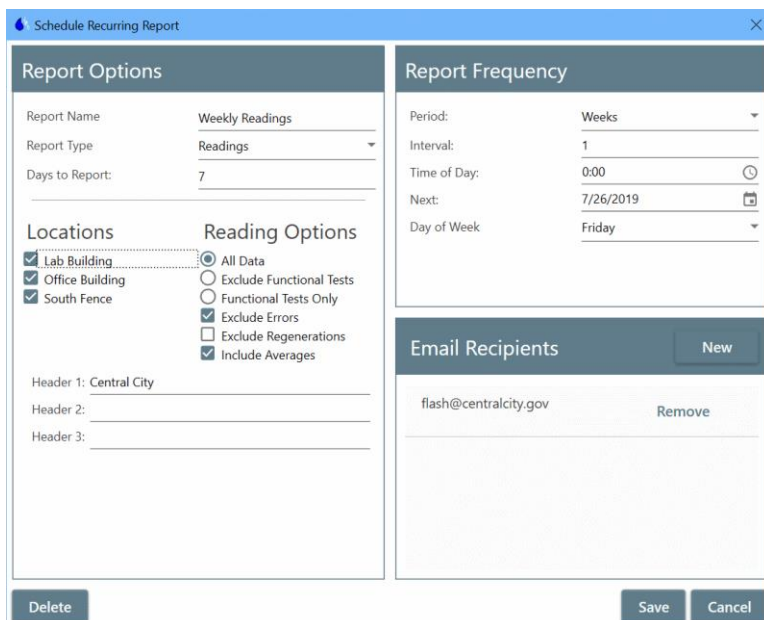 Schedule Recurring Report
Report Options
Report Name Weekly Readings
Report Type Readings
Days to Report: 7
Locations
Lab Building
Office Building
South Fence
Reading Options
All Data
Exclude Functional Tests
Functional Tests Only
Exclude Errors
Exclude Regenerations
Include Averages
Header 1: Central City
Header 2:
Header 3:
Report Frequency
Period: Weeks
Interval: 1
Time of Day: 0:00
Next: 7/26/2019
Day of Week Friday
Email Recipients New
flash@centralcity.gov Remove
Delete Save Cancel